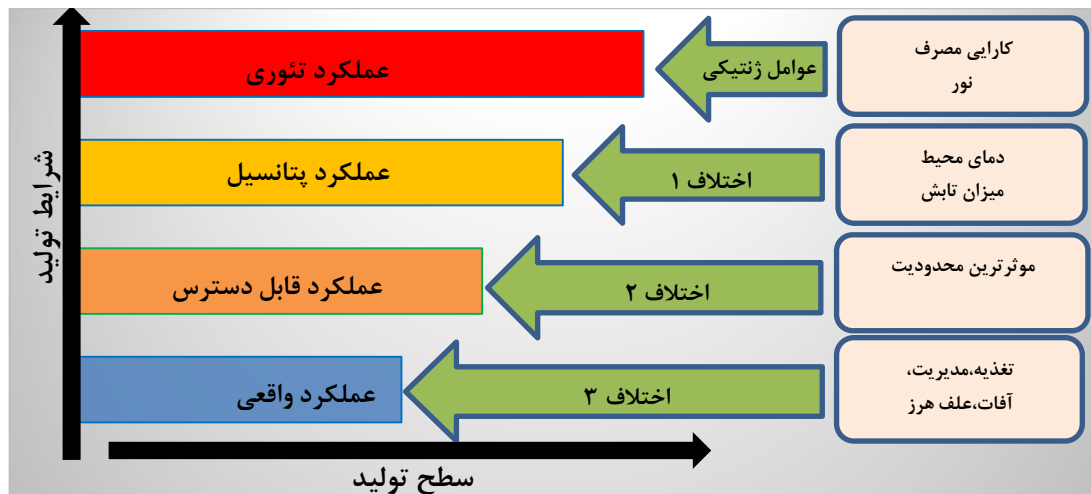 کارایی مصرف
نور
عوامل ژنتیکی
عملکرد تئوری
دمای محیط
میزان تابش
اختلاف ۱
عملکرد پتانسیل
موثرترین محدودیت
اختلاف ۲
عملکرد قابل دسترس
تغذیه،مدیریت،
آفات،علف هرز
اختلاف ۳
عملکرد واقعی
شرایط تولید
سطح تولید